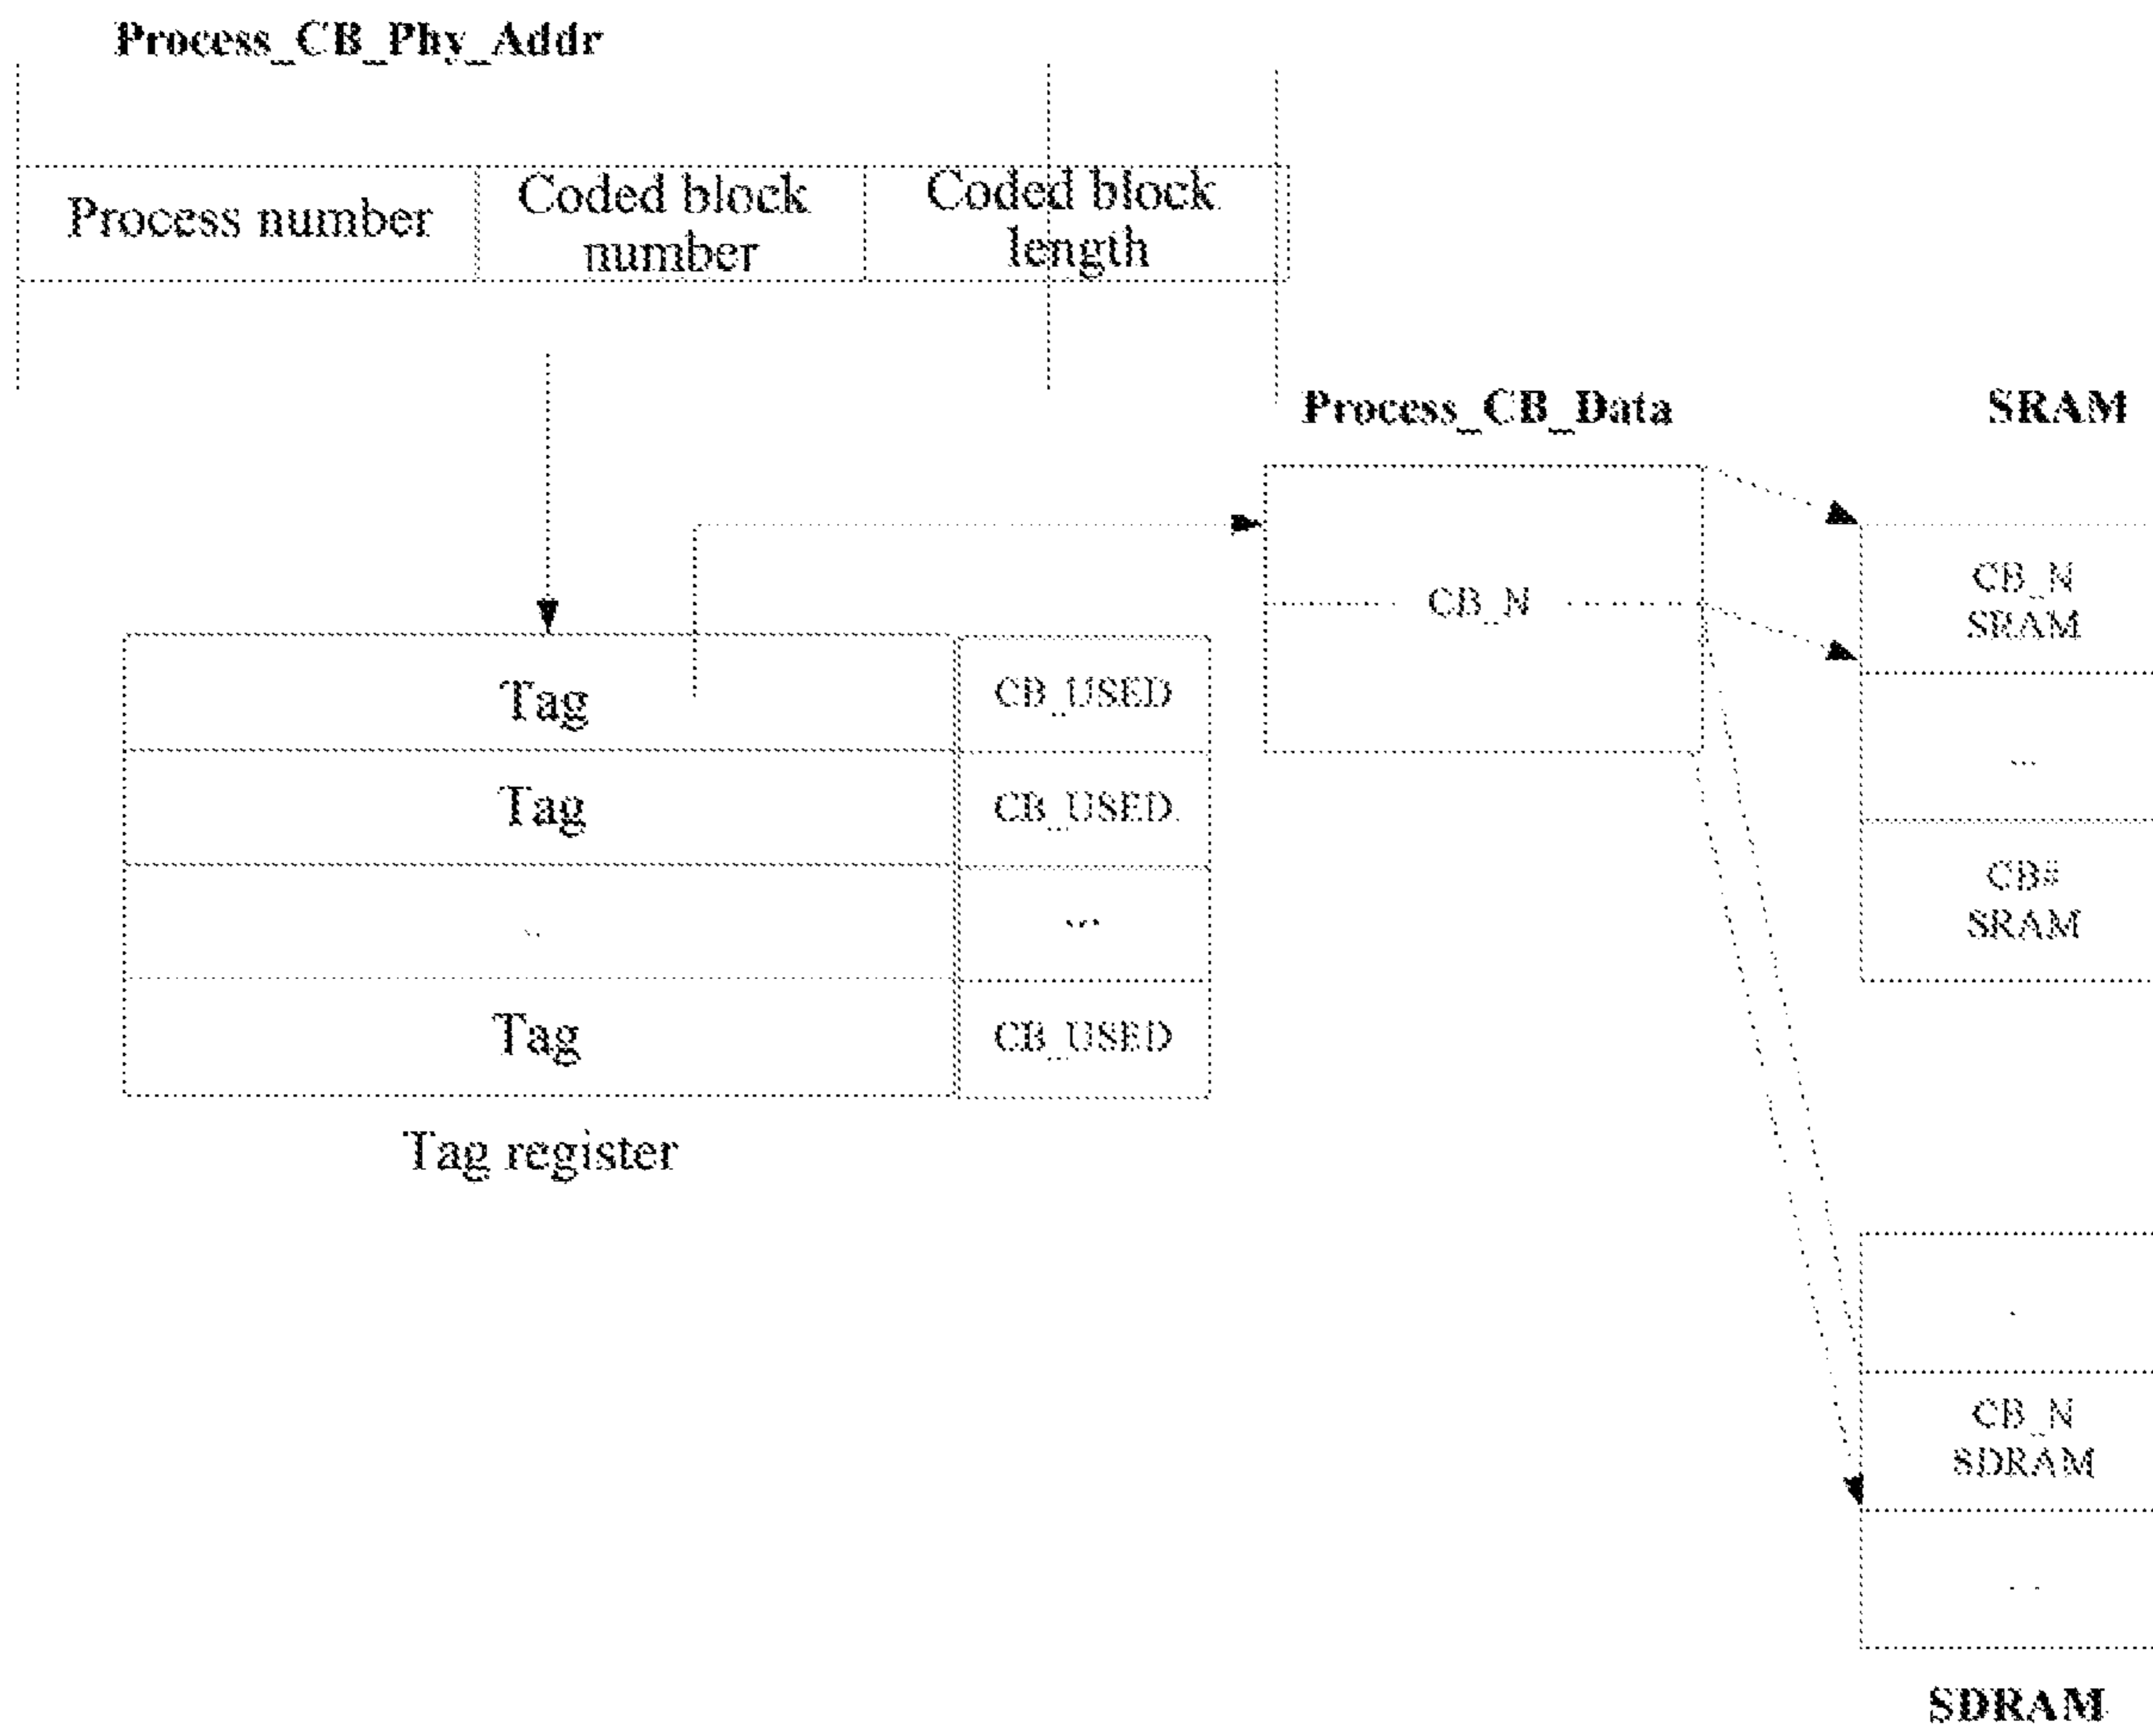 Process_CB_Phy_Addr
Process number
Coded block
number
Coded block
length
Process_CB_Data
SRAM
CB_N
CB_N
SRAM
...
CB#
SRAM
Tag
CB_USED
Tag
CB_USED
...
Tag
CB_USED
Tag register
CB_N
SDRAM
SDRAM